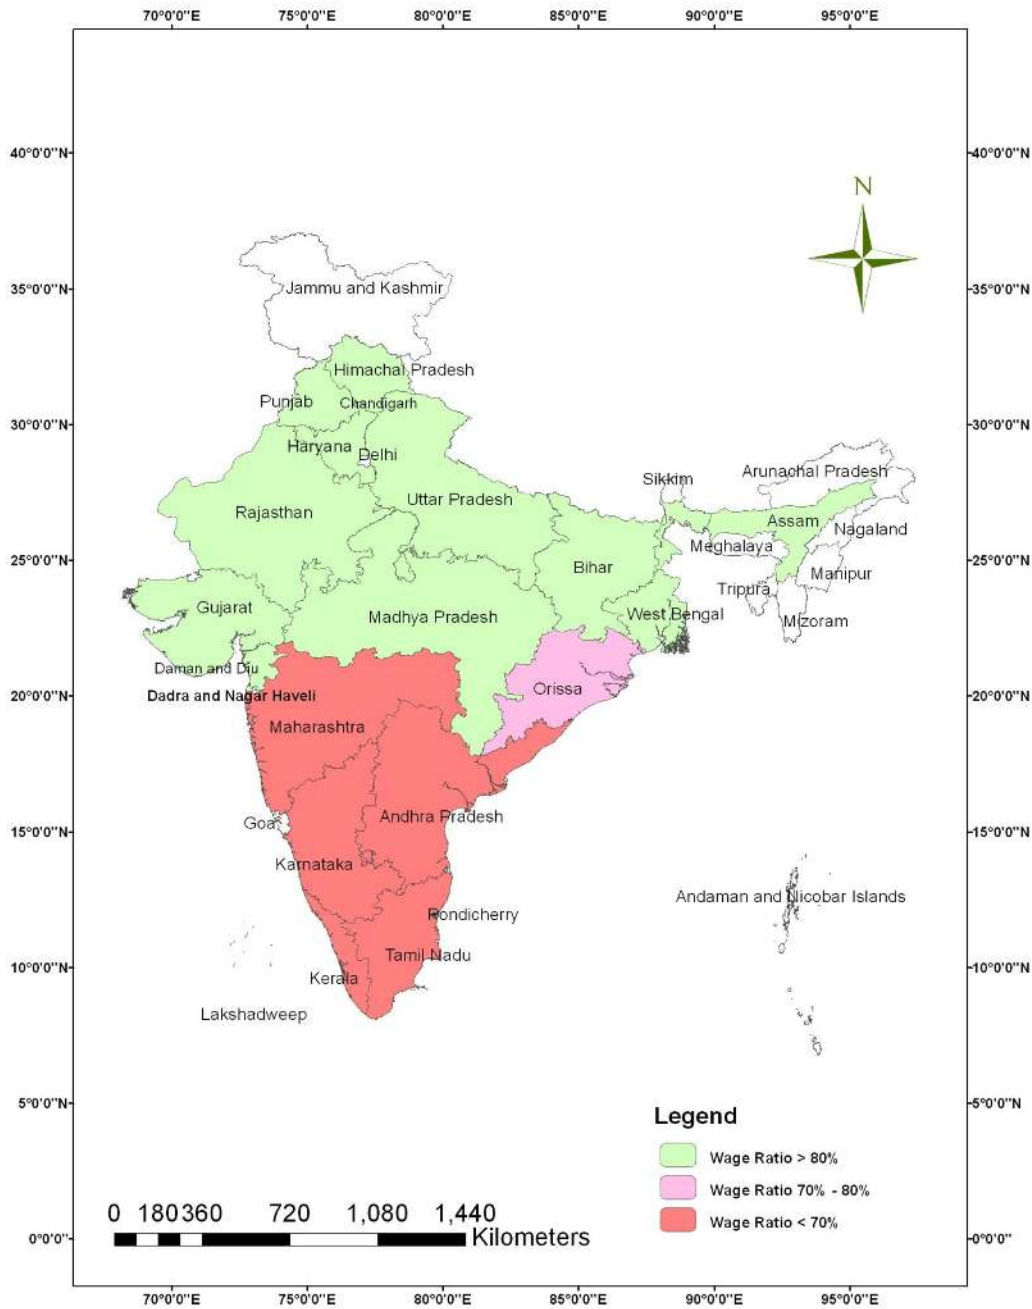 70°0'0"E 75°0'0"E 80°0'0"E 85°0'0"E 90°0'0"E 95°0'0"E
40°0'0"N 40°0'0"N
N
35°0'0"N 35°0'0"N
Jammu and Kashmir
Himachal Pradesh
Punjab
Chandigarh
30°0'0"N 30°0'0"N
Haryana
Delhi
Arunachal Pradesh
Sikkim
Uttar Pradesh
Rajasthan
Assam
Nagaland
Meghalaya
25°0'0"N 25°0'0"N
Bihar
Manipur
Tripura
Gujarat
West Bengal
Madhya Pradesh
Mizoram
Daman and Diu
Orissa
Dadra and Nagar Haveli
20°0'0"N 20°0'0"N
Maharashtra
Andhra Pradesh
Goa
15°0'0"N 15°0'0"N
Karnataka
Andaman and Nicobar Islands
Pondicherry
Tamil Nadu
10°0'0"N 10°0'0"N
Kerala
Lakshadweep
5°0'0"N 5°0'0"N
Legend
Wage Ratio > 80%
Wage Ratio 70% - 80%
Wage Ratio < 70%
0 180 360 720 1,080 1,440
Kilometers
0°0'0" 0°0'0"
70°0'0"E 75°0'0"E 80°0'0"E 85°0'0"E 90°0'0"E 95°0'0"E